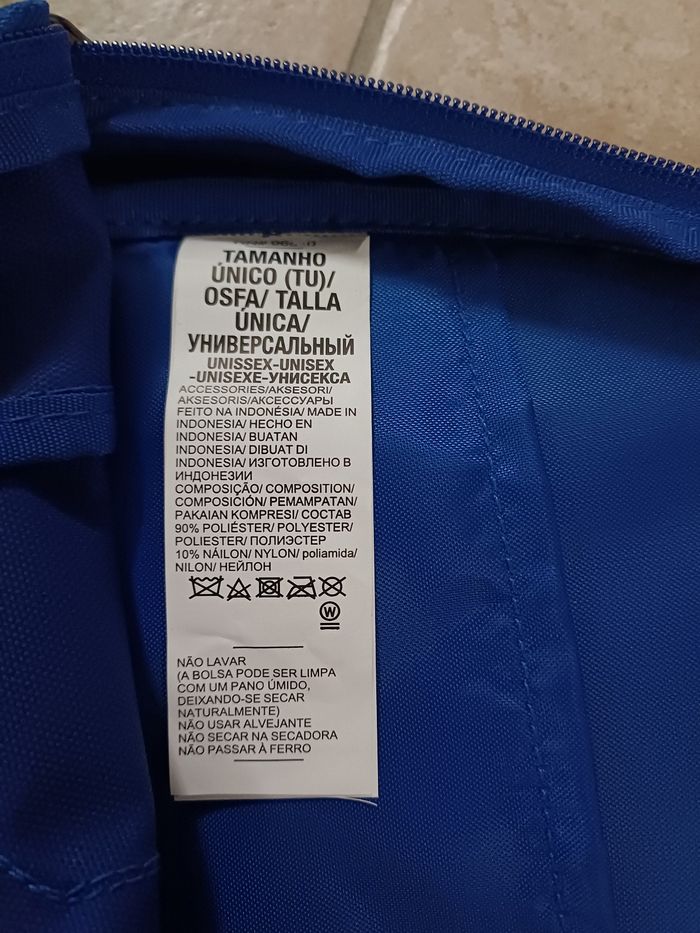 TAMANHO
ÚNICO (TU)/
OSFA/ TALLA
ÚNICA/
УНИВЕРСАЛЬНЫЙ
UNISSEX-UNISEX
-UNISEXE-УНИСЕКСА
ACCESSORIES/AKSESORI/
AKSESORIS/АКСЕССУАРЫ
FEITO NA INDONÉSIA/ MADE IN
INDONESIA/ HECHO EN
INDONESIA/ BUATAN
INDONESIA/ DIBUAT DI
INDONESIA/ ИЗГОТОВЛЕНО В
ИНДОНЕЗИИ
COMPOSIÇÃO/ COMPOSITION/
COMPOSICIÓN/ PEMAMPATAN/
PAKAIAN KOMPRESI/ СОСТАВ
90% POLIÉSTER/ POLYESTER/
POLIESTER/ ПОЛИЭСТЕР
10% NÁILON/ NYLON/ poliamida/
NILON/ НЕЙЛОН
W
NÃO LAVAR
(A BOLSA PODE SER LIMPA
COM UM PANO ÚMIDO,
DEIXANDO-SE SECAR
NATURALMENTE)
NÃO USAR ALVEJANTE
NÃO SECAR NA SECADORA
NÃO PASSAR À FERRO